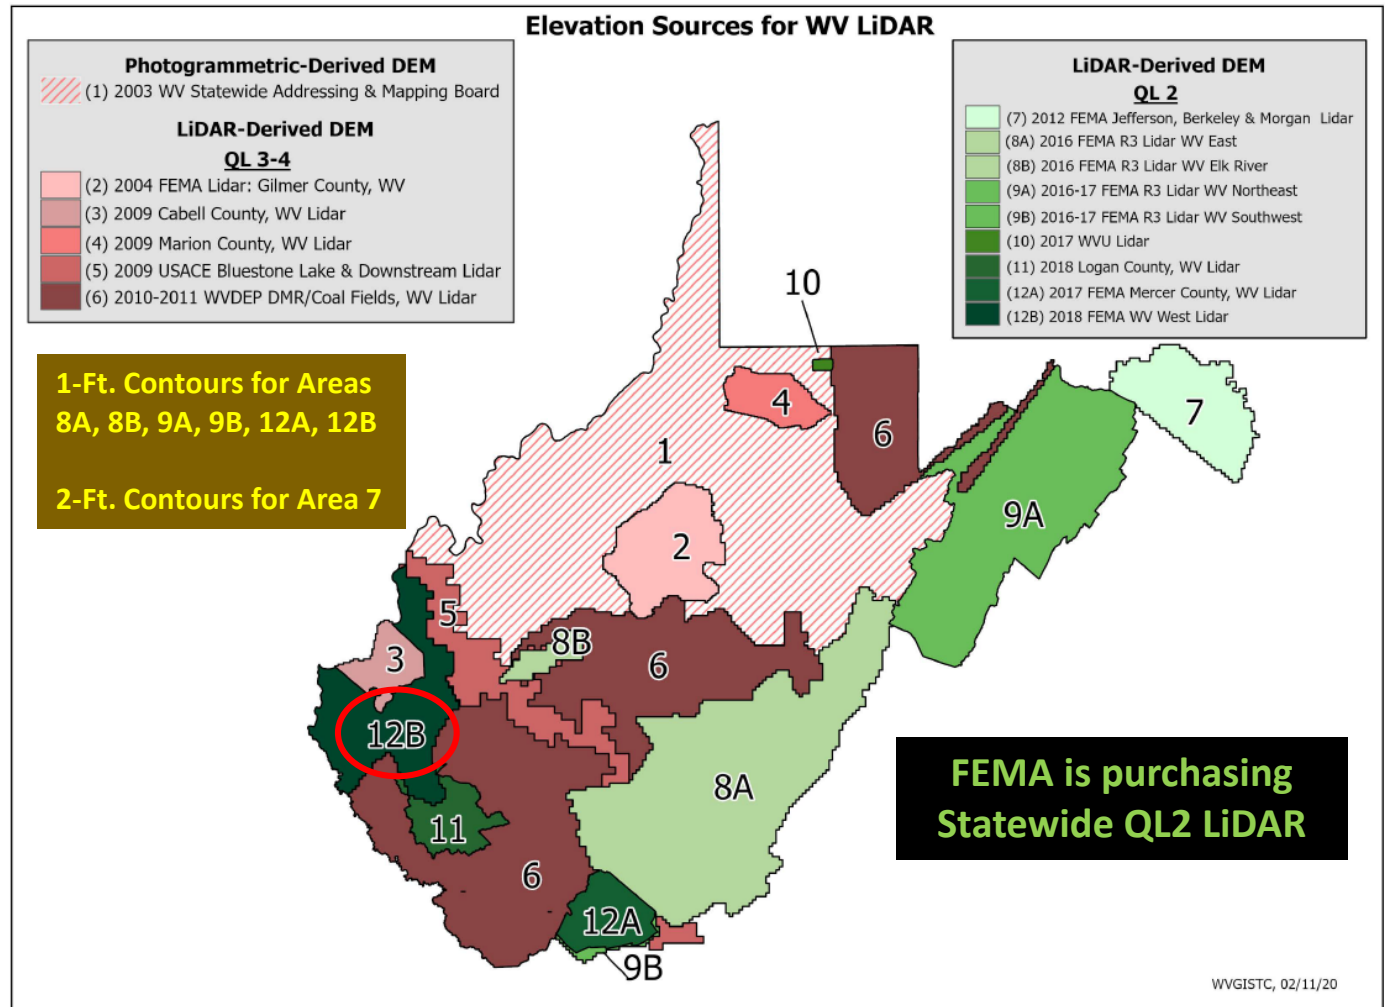 Elevation Sources for WV LiDAR
Photogrammetric-Derived DEM
(1) 2003 WV Statewide Addressing & Mapping Board
LiDAR-Derived DEM
QL 3-4
(2) 2004 FEMA Lidar: Gilmer County, WV
(3) 2009 Cabell County, WV Lidar
(4) 2009 Marion County, WV Lidar
(5) 2009 USACE Bluestone Lake & Downstream Lidar
(6) 2010-2011 WVDEP DMR/Coal Fields, WV Lidar
LiDAR-Derived DEM
QL 2
(7) 2012 FEMA Jefferson, Berkeley & Morgan Lidar
(8A) 2016 FEMA R3 Lidar WV East
(8B) 2016 FEMA R3 Lidar WV Elk River
(9A) 2016-17 FEMA R3 Lidar WV Northeast
(9B) 2016-17 FEMA R3 Lidar WV Southwest
(10) 2017 WVU Lidar
(11) 2018 Logan County, WV Lidar
(12A) 2017 FEMA Mercer County, WV Lidar
(12B) 2018 FEMA WV West Lidar
1-Ft. Contours for Areas
8A, 8B, 9A, 9B, 12A, 12B
2-Ft. Contours for Area 7
10
4
7
6
1
9A
2
5
8B
3
6
12B
8A
11
6
12A
9B
FEMA is purchasing
Statewide QL2 LiDAR
WVGISTC, 02/11/20